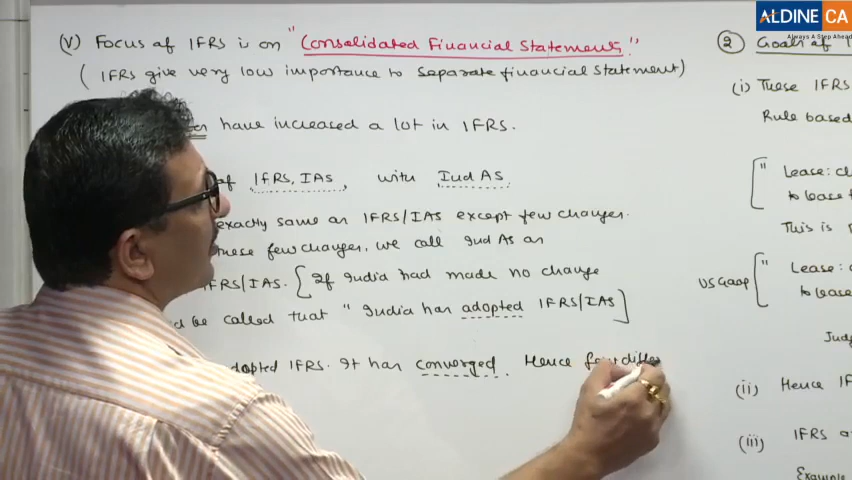 ALDINE CA
Always A Step Ahead
(V) Focus of IFRS is on "Consolidated Financial Statements."
( IFRS give very low importance to separate financial statement)
have increased a lot in IFRS.
of IFRS, IAS, with Ind AS.
exactly same as IFRS/IAS except few changes.
these few changes, we call Ind AS as
IFRS/IAS. [ If India had made no change
be called that "India has adopted IFRS/IAS]
adopted IFRS. It has converged. Hence few differe
② Goals of I
(i) These IFRS
Rule based
[" Lease: cl
to lease
This is
US Gaap [" Lease:
to lease
Judg
(ii) Hence IF
(iii) IFRS a
Example